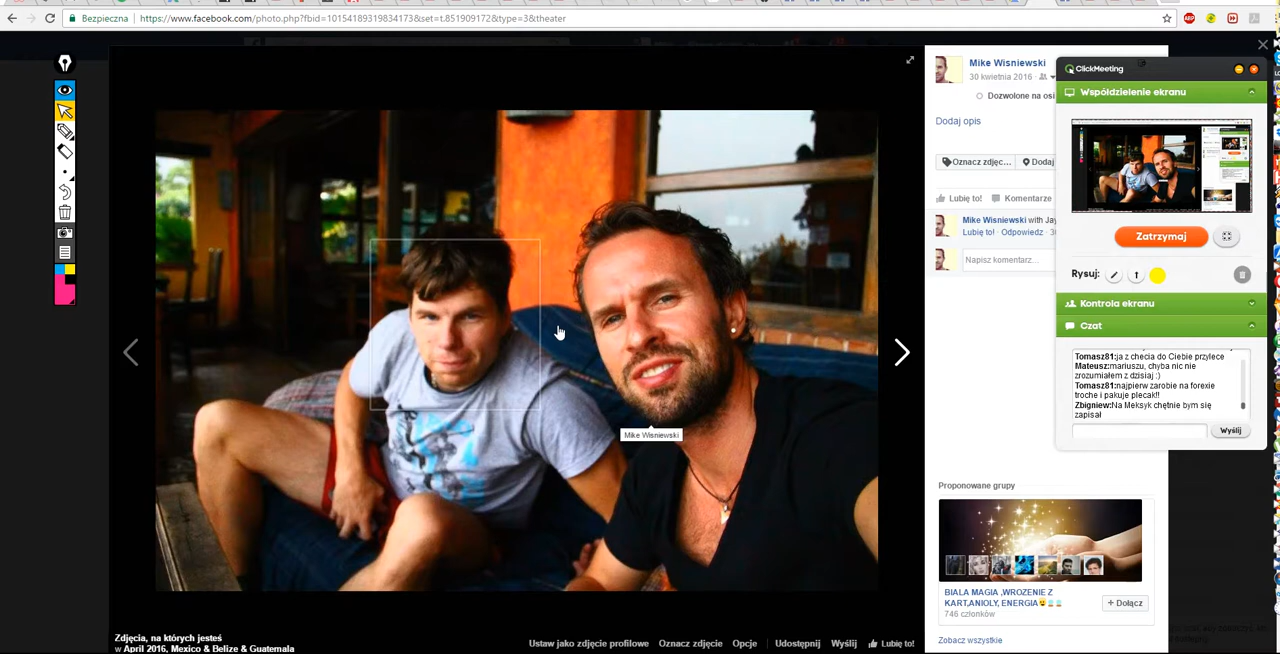 Bezpieczna
https://www.facebook.com/photo.php?fbid=10154189319834173&set=t.851909172&type=3&theater
ABP
Mike Wisniewski
30 kwietnia 2016
Dozwolone na osi
Dodaj opis
Oznacz zdjęc...
Dodaj
Lubię to!
Komentarze
Mike Wisniewski with Jay
Lubię to! · Odpowiedz ·
Napisz komentarz...
ClickMeeting
Współdzielenie ekranu
Zatrzymaj
Rysuj:
Kontrola ekranu
Czat
Tomasz81:ja z checia do Ciebie przylece
Mateusz:mariuszu, chyba nic nie
zrozumiałem z dzisiaj :)
Tomasz81:najpierw zarobie na forexie
troche i pakuje plecak!!
Zbigniew:Na Meksyk chętnie bym się
zapisał
Wyślij
Mike Wisniewski
Proponowane grupy
BIALA MAGIA ,WROZENIE Z
KART,ANIOLY, ENERGIA
746 członków
+ Dołącz
Zobacz wszystkie
Zdjęcia, na których jesteś
w April 2016, Mexico & Belize & Guatemala
Ustaw jako zdjęcie profilowe
Oznacz zdjęcie
Opcje
Udostępnij
Wyślij
Lubię to!